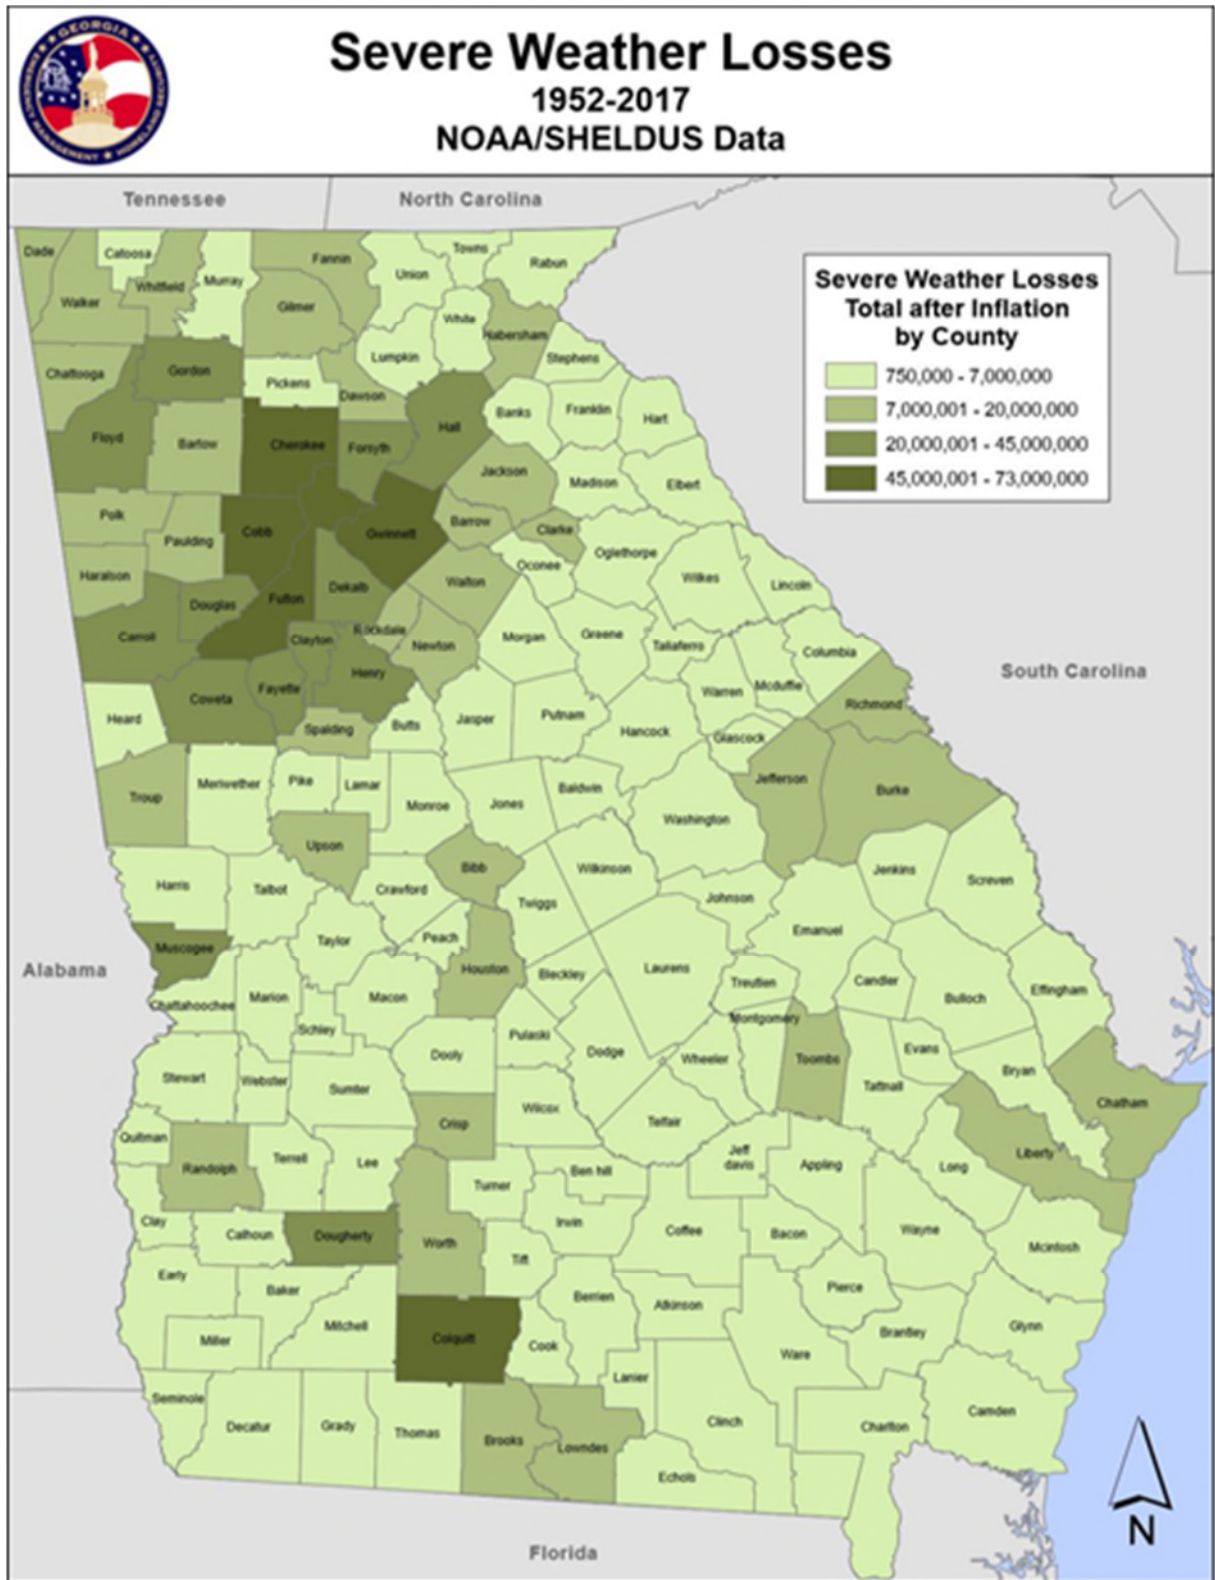 GEORGIA
EMERGENCY MANAGEMENT ★ HOMELAND SECURITY
Severe Weather Losses
1952-2017
NOAA/SHELDUS Data
Tennessee
North Carolina
Dade
Catoosa
Fannin
Towns
Rabun
Union
Murray
Whitfield
Walker
Gilmer
White
Habersham
Severe Weather Losses
Total after Inflation
by County
750,000 - 7,000,000
7,000,001 - 20,000,000
20,000,001 - 45,000,000
45,000,001 - 73,000,000
Lumpkin
Stephens
Chattooga
Gordon
Pickens
Dawson
Banks
Franklin
Hart
Floyd
Bartow
Cherokee
Forsyth
Hall
Jackson
Madison
Elbert
Polk
Paulding
Cobb
Gwinnett
Barrow
Clarke
Oglethorpe
Oconee
Haralson
Douglas
Fulton
Dekalb
Walton
Wilkes
Lincoln
Carroll
Clayton
Rockdale
Newton
Morgan
Greene
Taliaferro
Columbia
South Carolina
Heard
Coweta
Fayette
Henry
Warren
Mcduffie
Richmond
Spalding
Butts
Jasper
Putnam
Hancock
Glascock
Troup
Meriwether
Pike
Lamar
Monroe
Jones
Baldwin
Jefferson
Burke
Washington
Upson
Bibb
Wilkinson
Jenkins
Screven
Harris
Talbot
Crawford
Twiggs
Johnson
Emanuel
Muscogee
Taylor
Peach
Alabama
Houston
Bleckley
Laurens
Treutlen
Candler
Bulloch
Effingham
Chattahoochee
Marion
Macon
Schley
Montgomery
Pulaski
Dooly
Dodge
Wheeler
Toombs
Evans
Tattnall
Bryan
Stewart
Webster
Sumter
Chatham
Wilcox
Telfair
Crisp
Quitman
Randolph
Terrell
Lee
Jeff
davis
Appling
Long
Liberty
Turner
Ben hill
Clay
Calhoun
Dougherty
Worth
Irwin
Coffee
Bacon
Wayne
Mcintosh
Tift
Early
Baker
Berrien
Pierce
Atkinson
Miller
Mitchell
Colquitt
Cook
Ware
Brantley
Glynn
Lanier
Seminole
Decatur
Grady
Thomas
Brooks
Lowndes
Clinch
Charlton
Camden
Echols
Florida
N